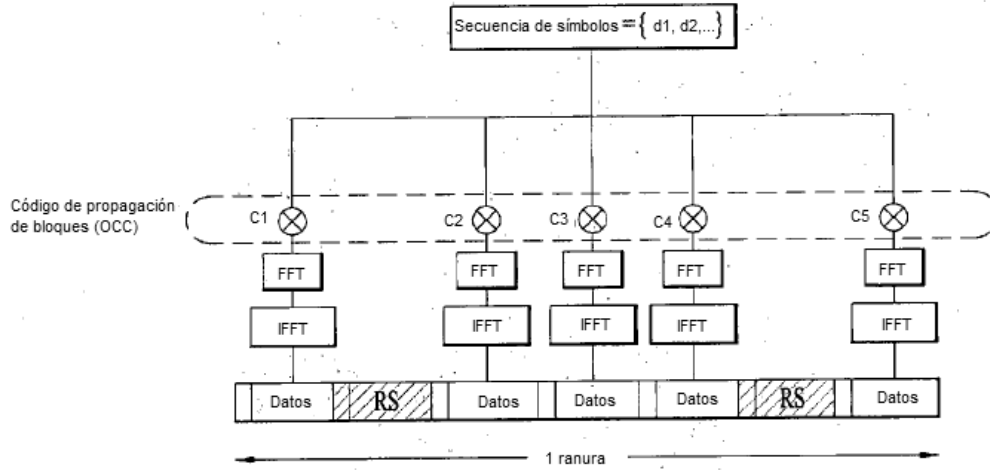 Secuencia de símbolos = { d1, d2,...}
Código de propagación
de bloques (OCC)
C1 C2 C3 C4 C5
FFT FFT FFT FFT FFT
IFFT IFFT IFFT IFFT IFFT
Datos RS Datos Datos Datos RS Datos
1 ranura